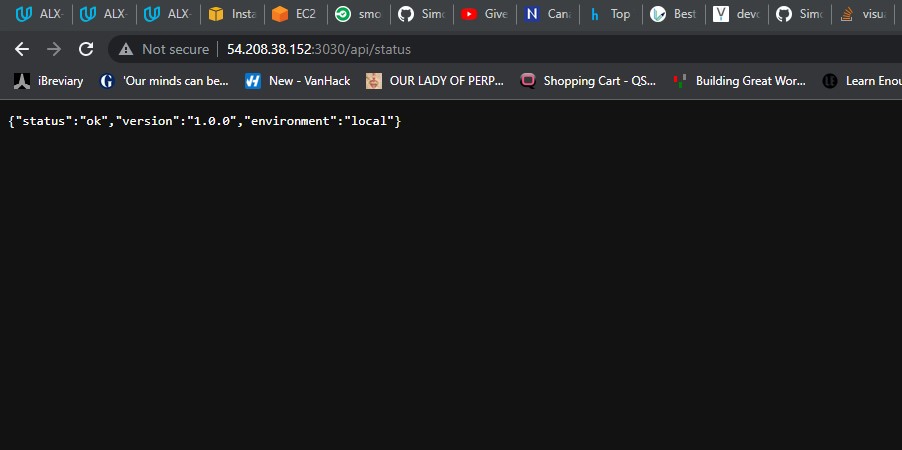 ALX- ALX- ALX- Insta EC2 smo Simo Give N Can Top Best V devo Simo visu
Not secure 54.208.38.152:3030/api/status
iBreviary 'Our minds can be... New - VanHack OUR LADY OF PERP... Shopping Cart - QS... Building Great Wor... Learn Enou
{"status":"ok","version":"1.0.0","environment":"local"}